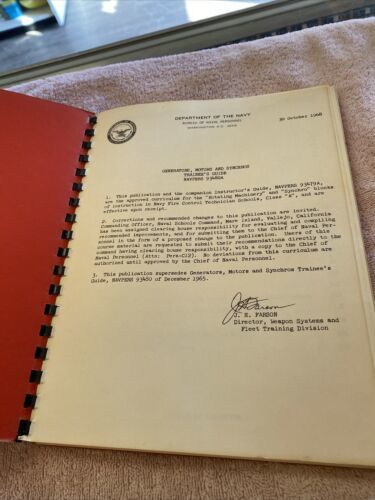 DEPARTMENT OF THE NAVY
BUREAU OF NAVAL PERSONNEL
WASHINGTON, D.C. 20370
30 October 1968
GENERATORS, MOTORS AND SYNCHROS
TRAINEE'S GUIDE
NAVPERS 93480A
1. This publication and the companion Instructor's Guide, NAVPERS 93479A,
are the approved curriculum for the "Rotating Machinery" and "Synchro" blocks
of instruction in Navy Fire Control Technician Schools, Class "A", and are
effective upon receipt.
2. Corrections and recommended changes to this publication are invited.
Commanding Officer, Naval Schools Command, Mare Island, Vallejo, California
has been assigned clearing house responsibility for evaluating and compiling
recommended improvements, and for submitting them to the Chief of Naval Per-
sonnel in the form of a proposed change to the publication. Users of this
course material are requested to submit their recommendations directly to the
command having clearing house responsibility, with a copy to the Chief of
Naval Personnel (Attn: Pers-C12). No deviations from this curriculum are
authorized until approved by the Chief of Naval Personnel.
3. This publication supersedes Generators, Motors and Synchros Trainee's
Guide, NAVPERS 93480 of December 1965.
J. E. FARSON
Director, Weapon Systems and
Fleet Training Division